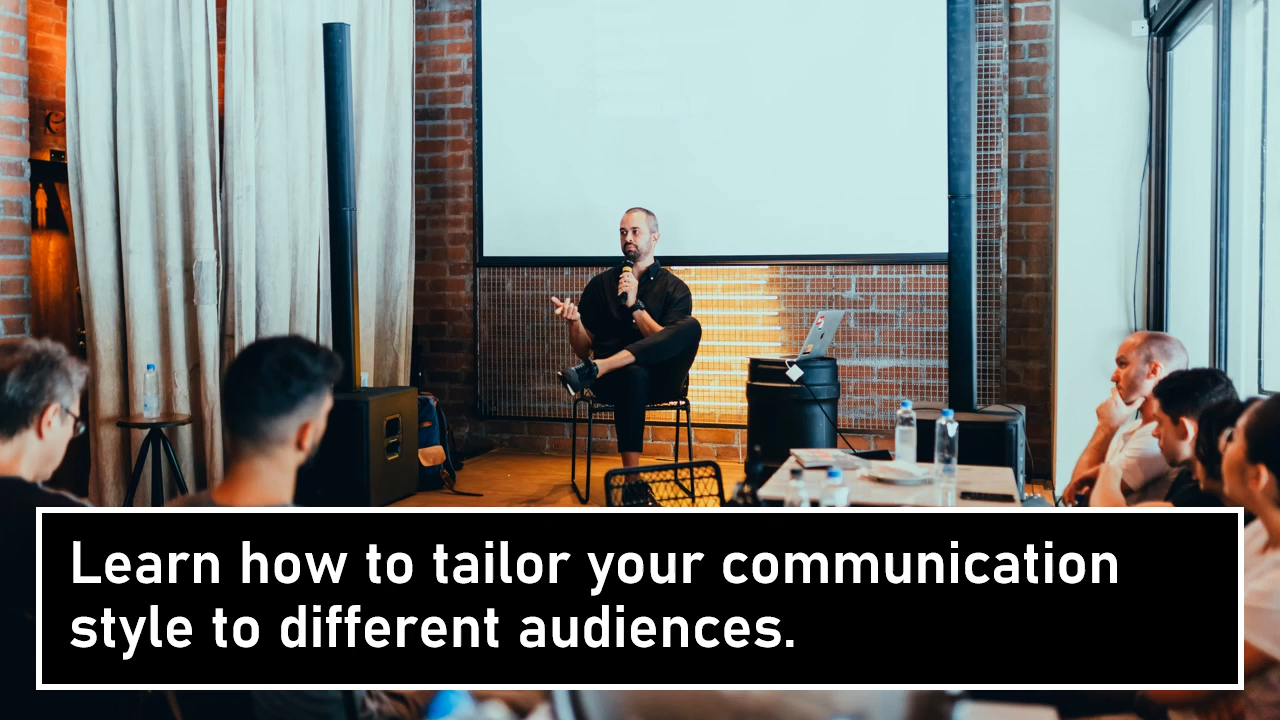 Learn how to tailor your communication
style to different audiences.